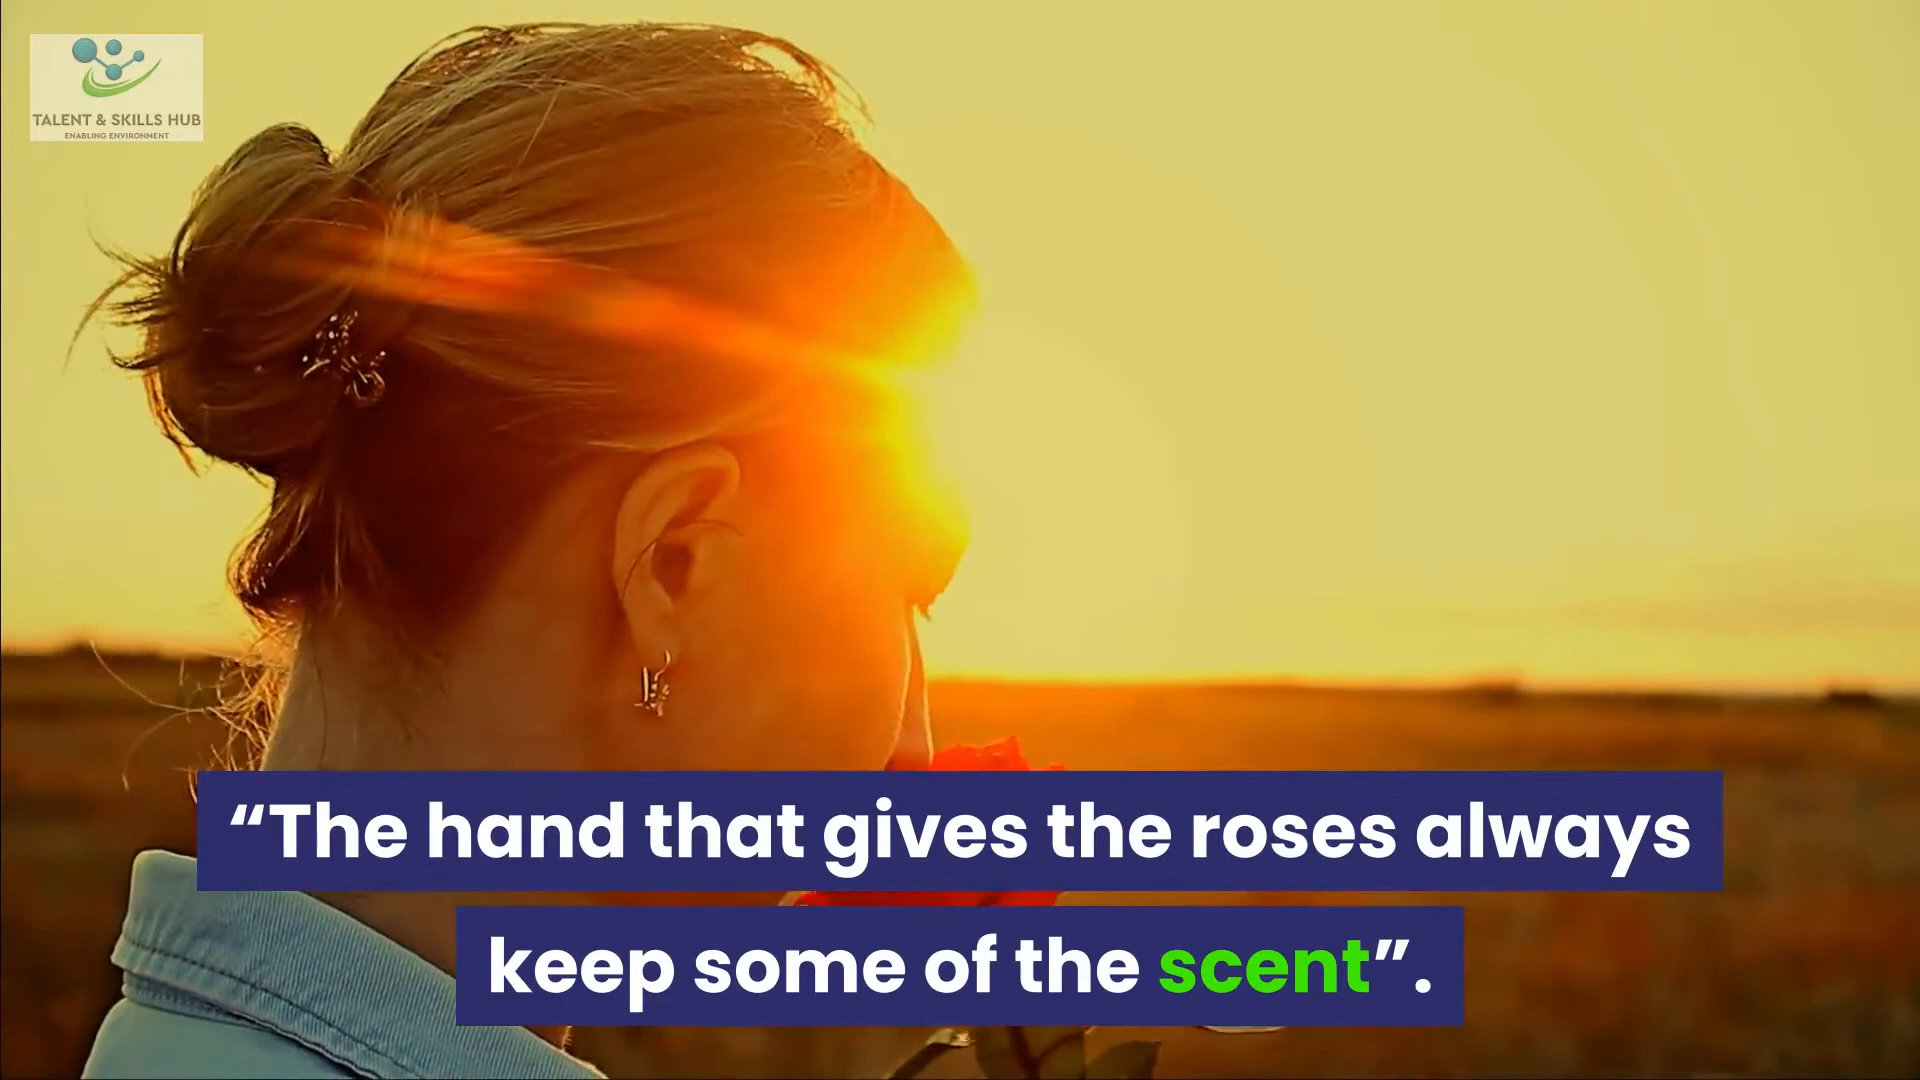 TALENT & SKILLS HUB
ENABLING ENVIRONMENT
“The hand that gives the roses always
keep some of the scent”.